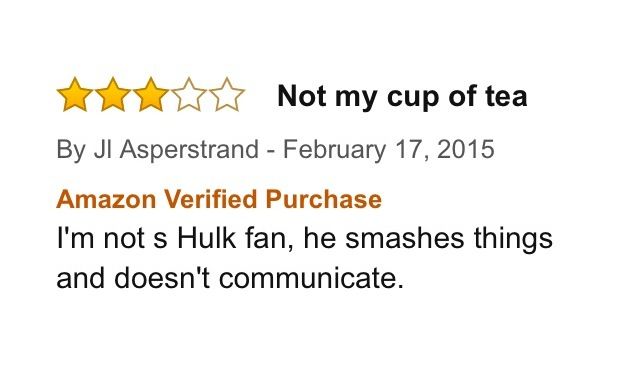 Not my cup of tea
By Jl Asperstrand - February 17, 2015
Amazon Verified Purchase
I'm not s Hulk fan, he smashes things
and doesn't communicate.